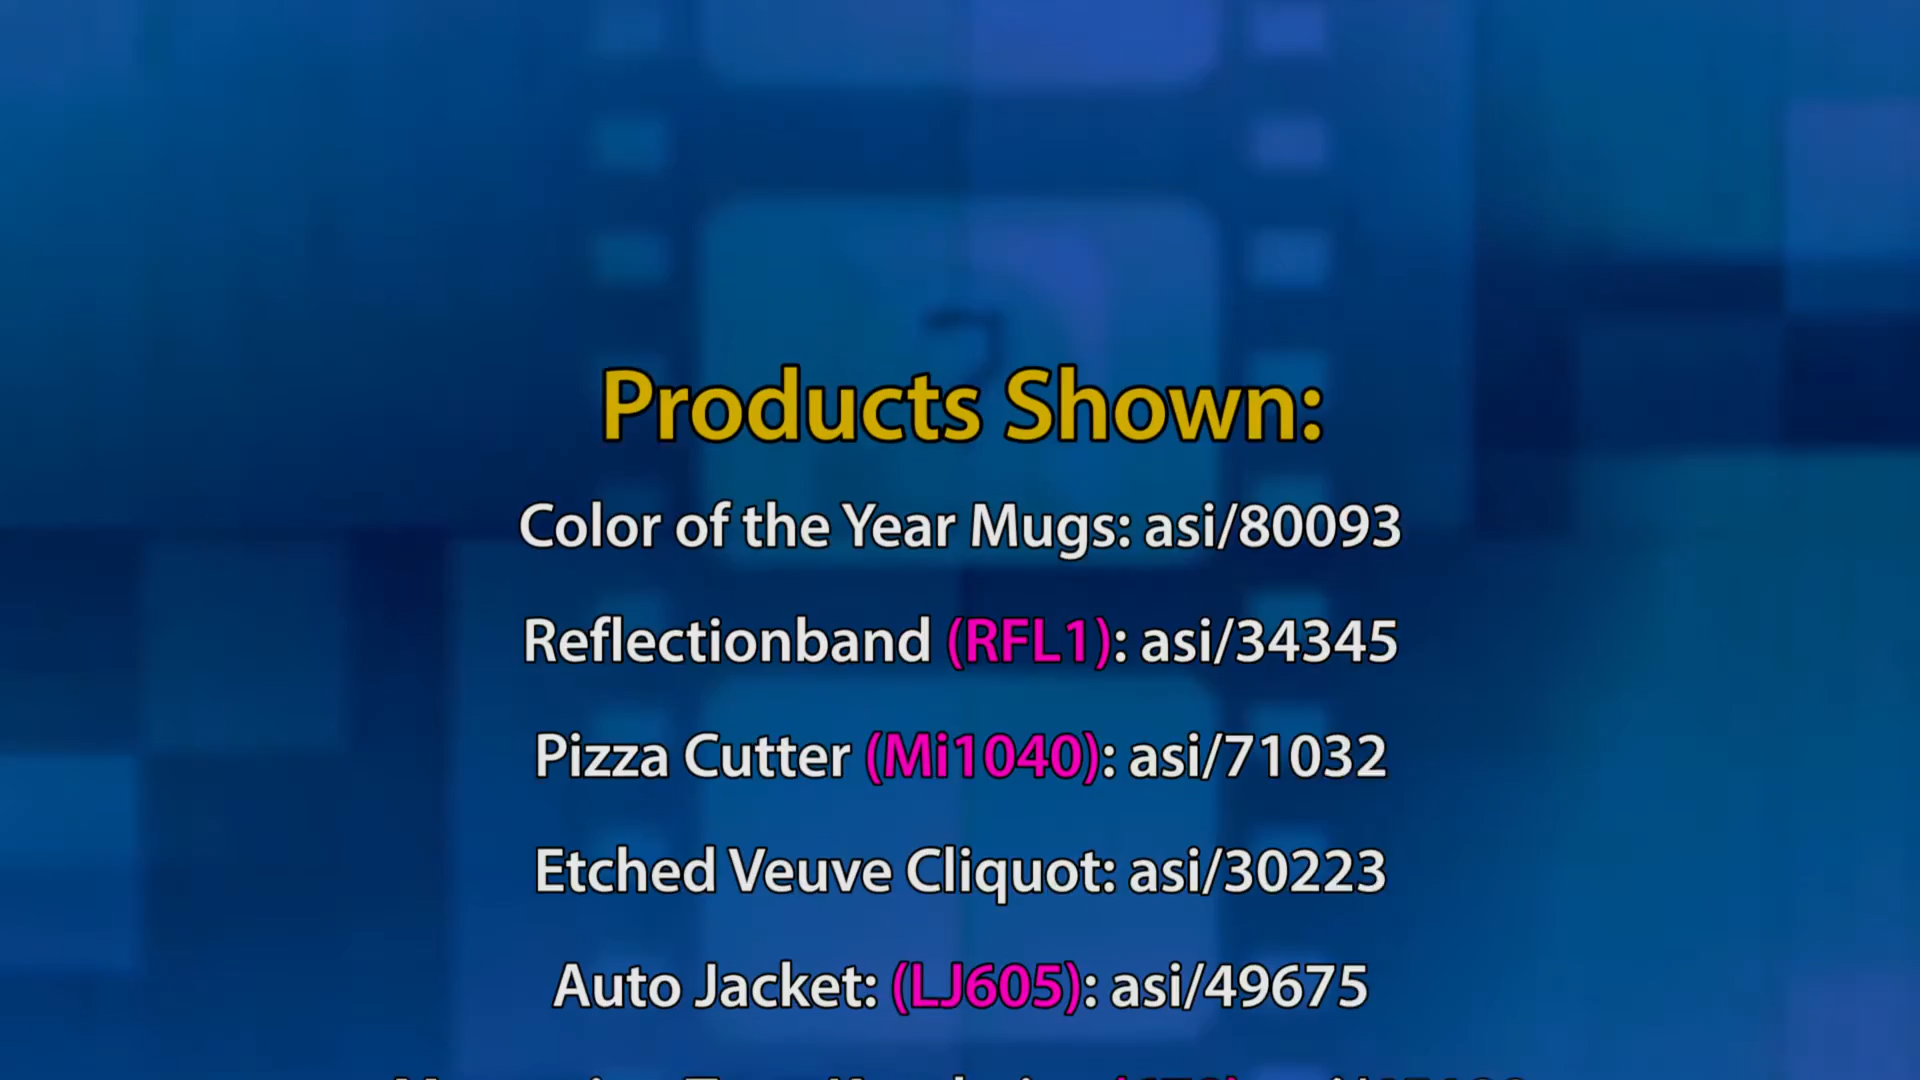 Products Shown:
Color of the Year Mugs: asi/80093
Reflectionband (RFL1): asi/34345
Pizza Cutter (Mi1040): asi/71032
Etched Veuve Cliquot: asi/30223
Auto Jacket: (LJ605): asi/49675